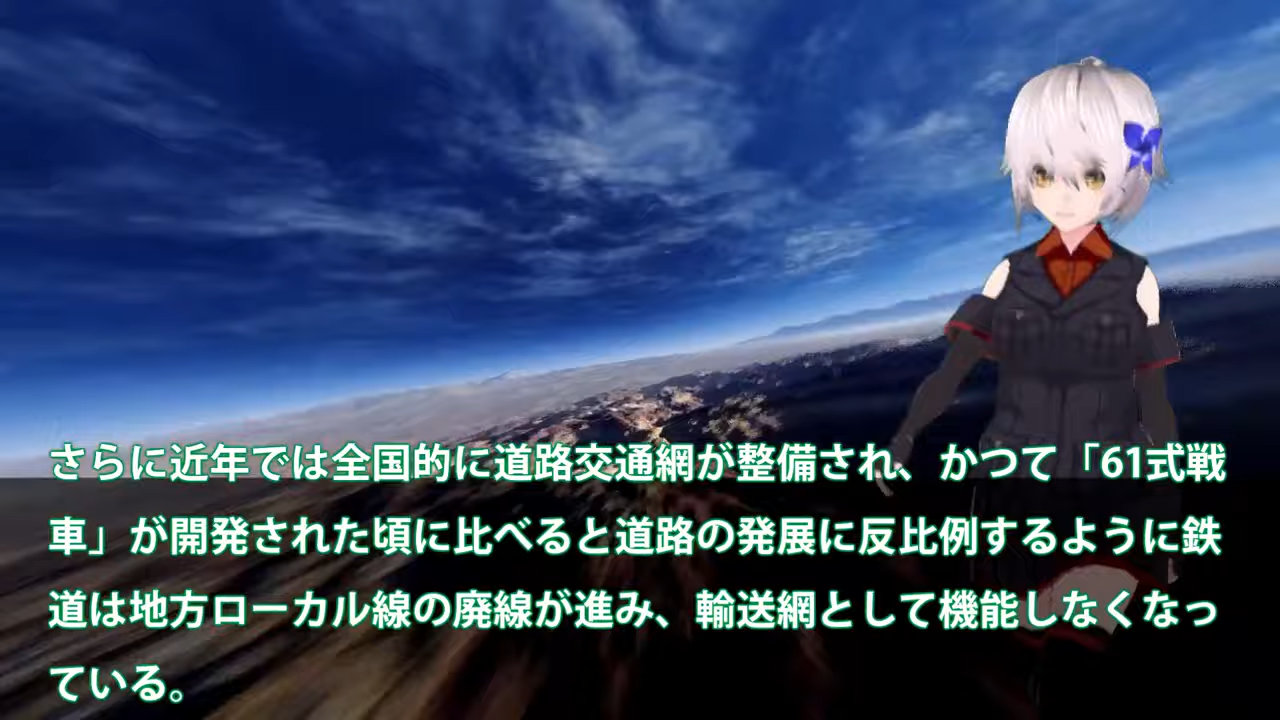 さらに近年では全国的に道路交通網が整備され、かつて「61式戦
車」が開発された頃に比べると道路の発展に反比例するように鉄
道は地方ローカル線の廃線が進み、輸送網として機能しなくなっ
ている。